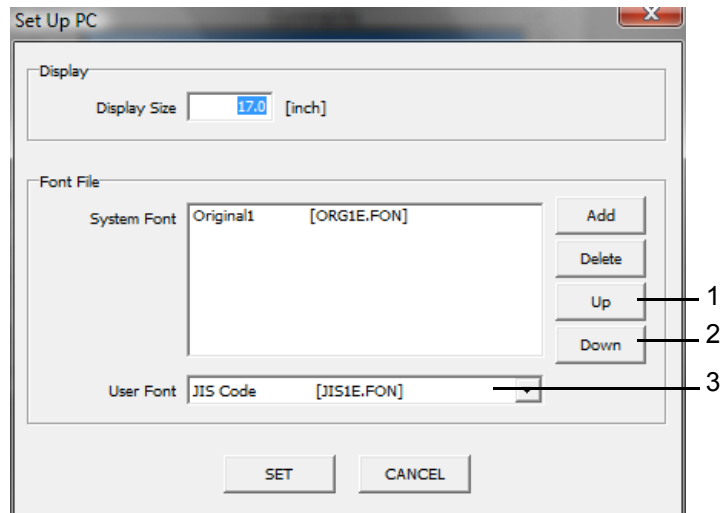 Set Up PC
X
Display
Display Size 17.0 [inch]
Font File
System Font Original1 [ORG1E.FON] Add
Delete
Up 1
Down 2
User Font JIS Code [JIS1E.FON] 3
SET CANCEL